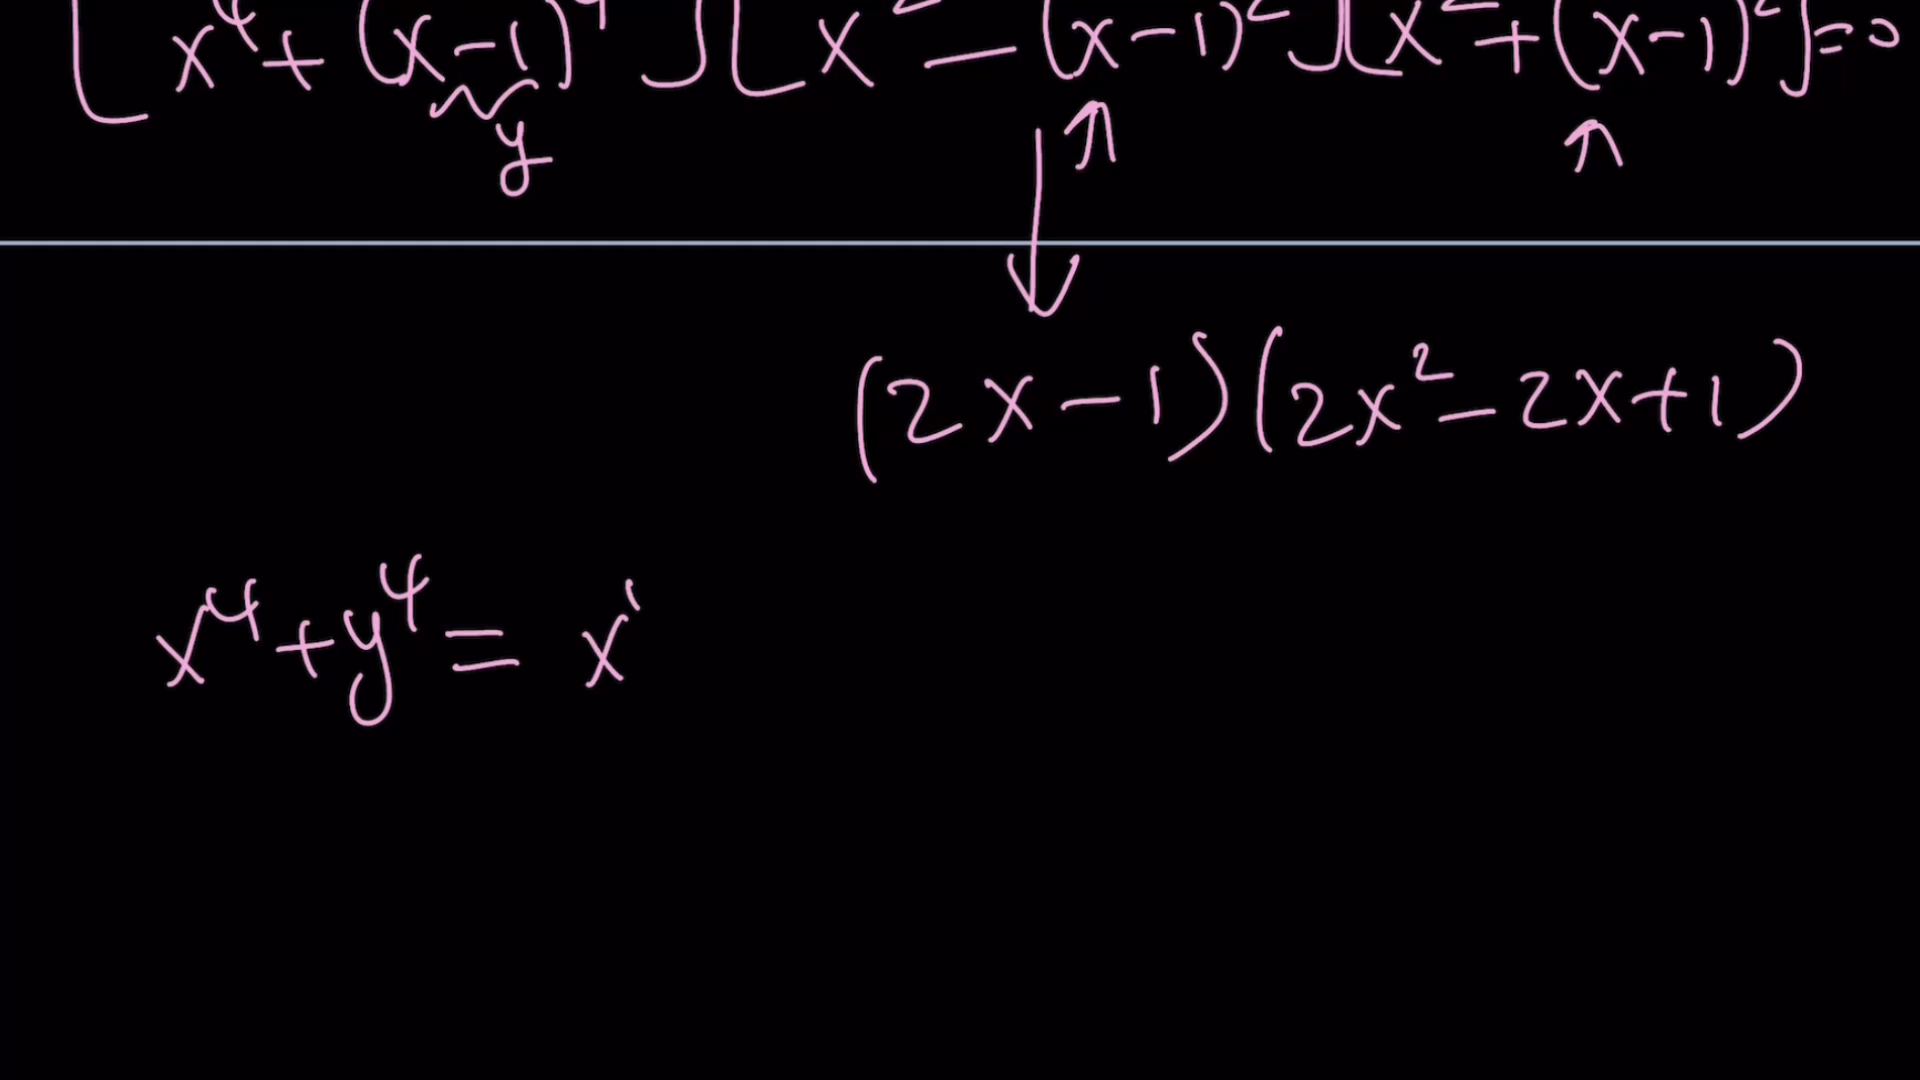 [x⁴+(x-1)⁴][x²-(x-1)²][x²+(x-1)²]=0
y
(2x-1)(2x²-2x+1)
x⁴+y⁴= x